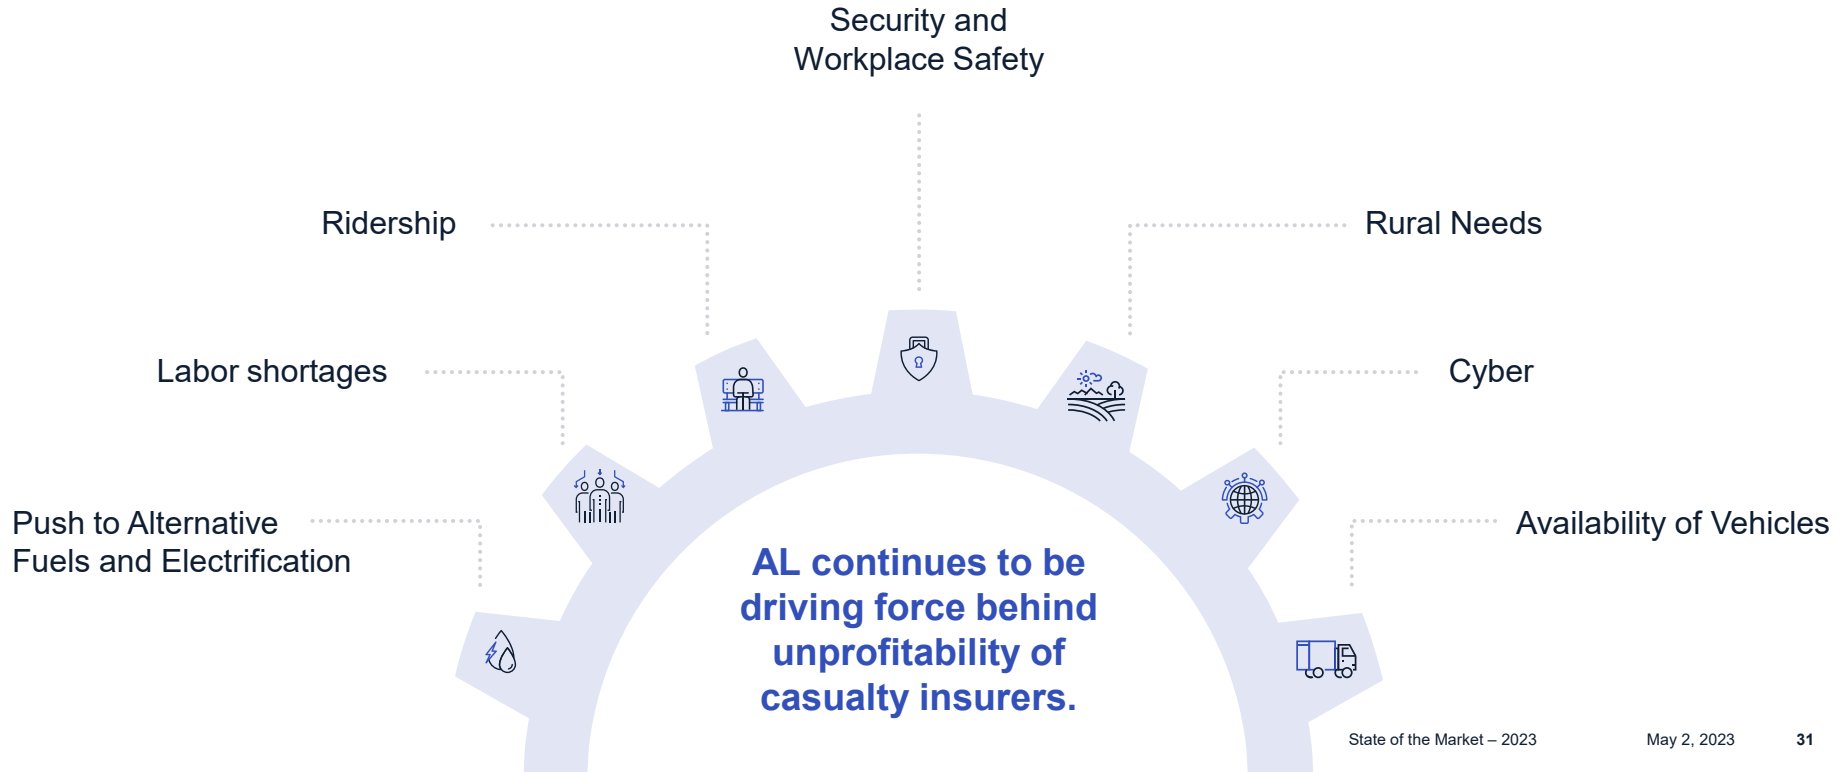 Security and
Workplace Safety
Ridership
Rural Needs
Labor shortages
Cyber
Push to Alternative
Fuels and Electrification
Availability of Vehicles
AL continues to be
driving force behind
unprofitability of
casualty insurers.
State of the Market – 2023
May 2, 2023
31